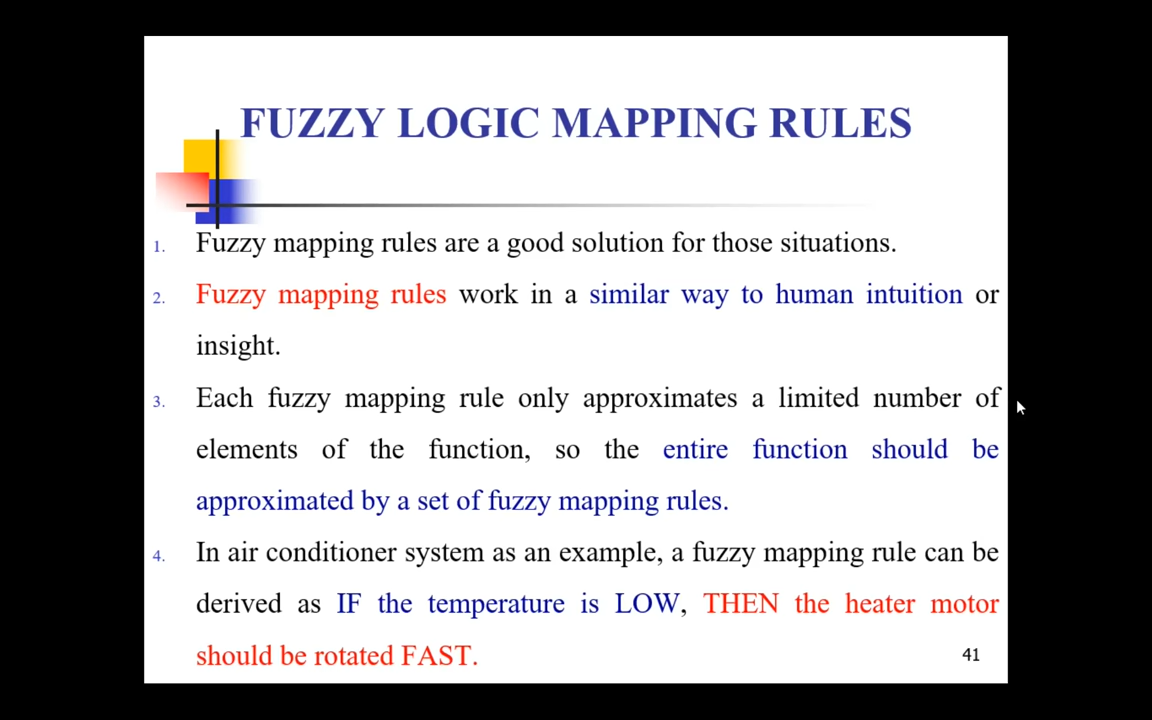 FUZZY LOGIC MAPPING RULES
1. Fuzzy mapping rules are a good solution for those situations.
2. Fuzzy mapping rules work in a similar way to human intuition or
insight.
3. Each fuzzy mapping rule only approximates a limited number of
elements of the function, so the entire function should be
approximated by a set of fuzzy mapping rules.
4. In air conditioner system as an example, a fuzzy mapping rule can be
derived as IF the temperature is LOW, THEN the heater motor
should be rotated FAST.
41